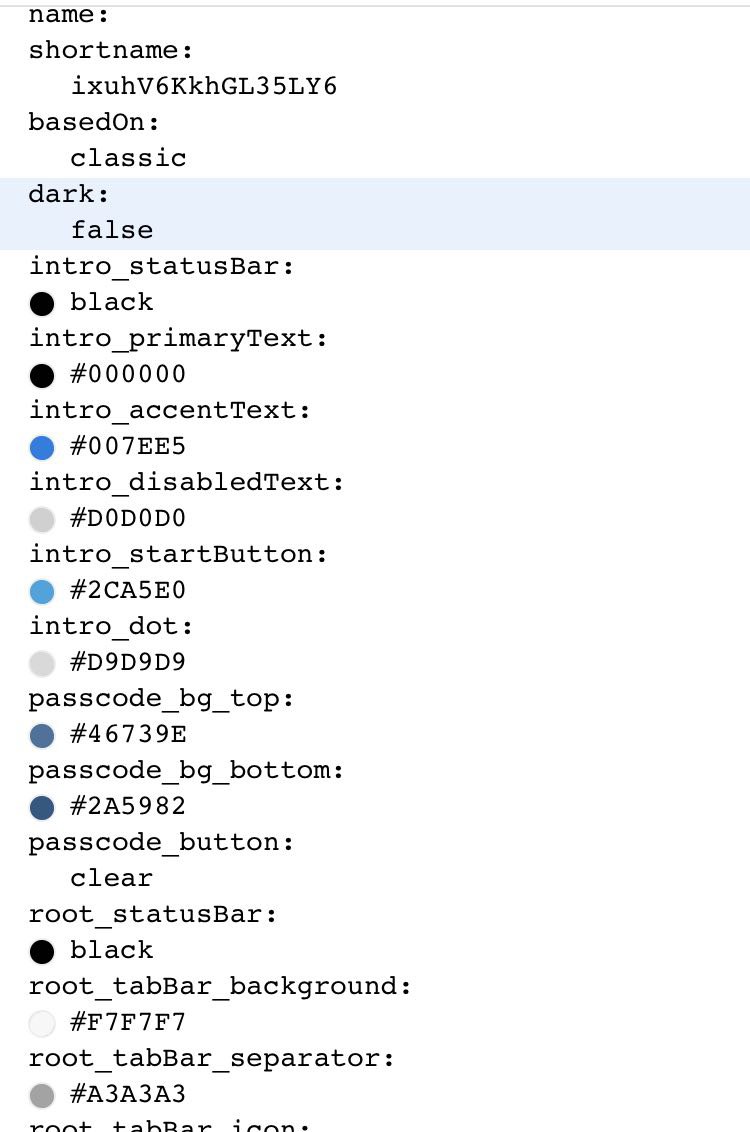 name:
shortname:
ixuhV6KkhGL35LY6
basedOn:
classic
dark:
false
intro_statusBar:
black
intro_primaryText:
#000000
intro_accentText:
#007EE5
intro_disabledText:
#D0D0D0
intro_startButton:
#2CA5E0
intro_dot:
#D9D9D9
passcode_bg_top:
#46739E
passcode_bg_bottom:
#2A5982
passcode_button:
clear
root_statusBar:
black
root_tabBar_background:
#F7F7F7
root_tabBar_separator:
#A3A3A3
root_tabBar_icon: